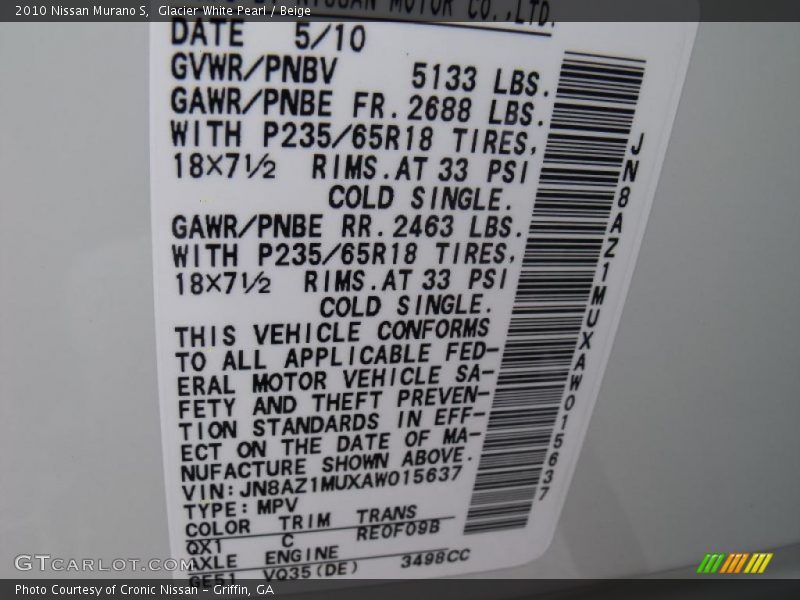 2010 Nissan Murano S, Glacier White Pearl / Beige
NISSAN MOTOR CO.,LTD.
DATE 5/10
GVWR/PNBV 5133 LBS.
GAWR/PNBE FR. 2688 LBS.
WITH P235/65R18 TIRES,
18×7½ RIMS. AT 33 PSI
COLD SINGLE.
GAWR/PNBE RR. 2463 LBS.
WITH P235/65R18 TIRES,
18×7½ RIMS. AT 33 PSI
COLD SINGLE.
THIS VEHICLE CONFORMS
TO ALL APPLICABLE FED-
ERAL MOTOR VEHICLE SA-
FETY AND THEFT PREVEN-
TION STANDARDS IN EFF-
ECT ON THE DATE OF MA-
NUFACTURE SHOWN ABOVE.
VIN: JN8AZ1MUXAW015637
TYPE: MPV
COLOR TRIM TRANS
QX1 C RE0F09B
AXLE ENGINE
GE51 VQ35(DE) 3498CC
JN8AZ1MUXAW015637
GTCARLOT.COM
Photo Courtesy of Cronic Nissan - Griffin, GA